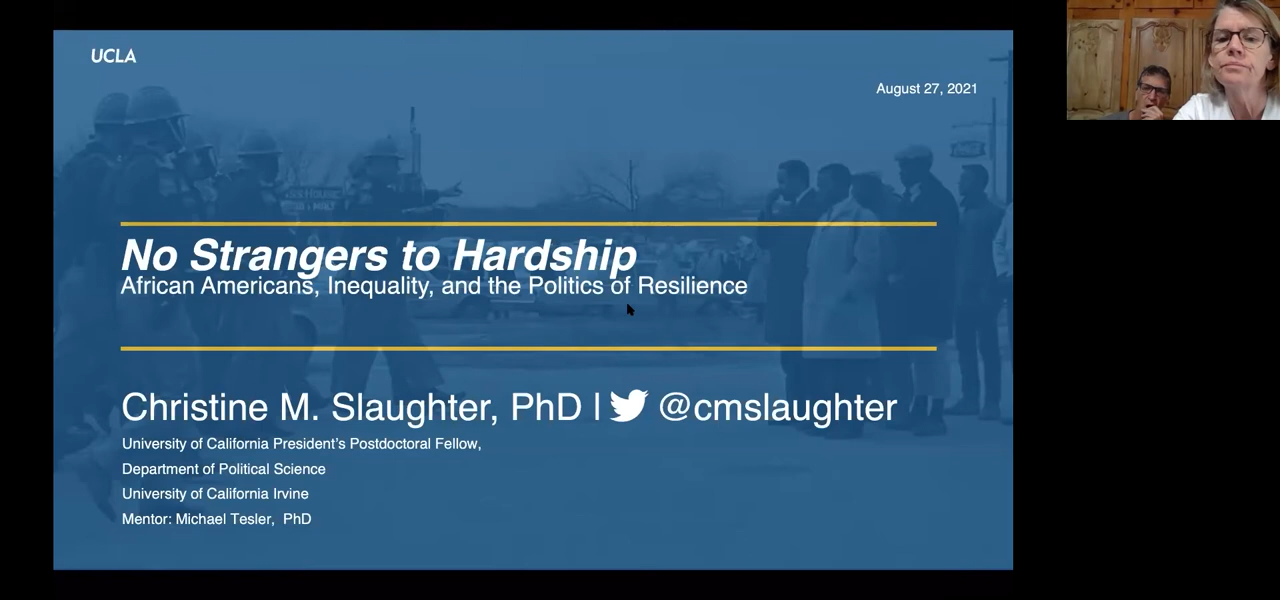 UCLA
August 27, 2021
No Strangers to Hardship
African Americans, Inequality, and the Politics of Resilience
Christine M. Slaughter, PhD | @cmslaughter
University of California President’s Postdoctoral Fellow,
Department of Political Science
University of California Irvine
Mentor: Michael Tesler, PhD